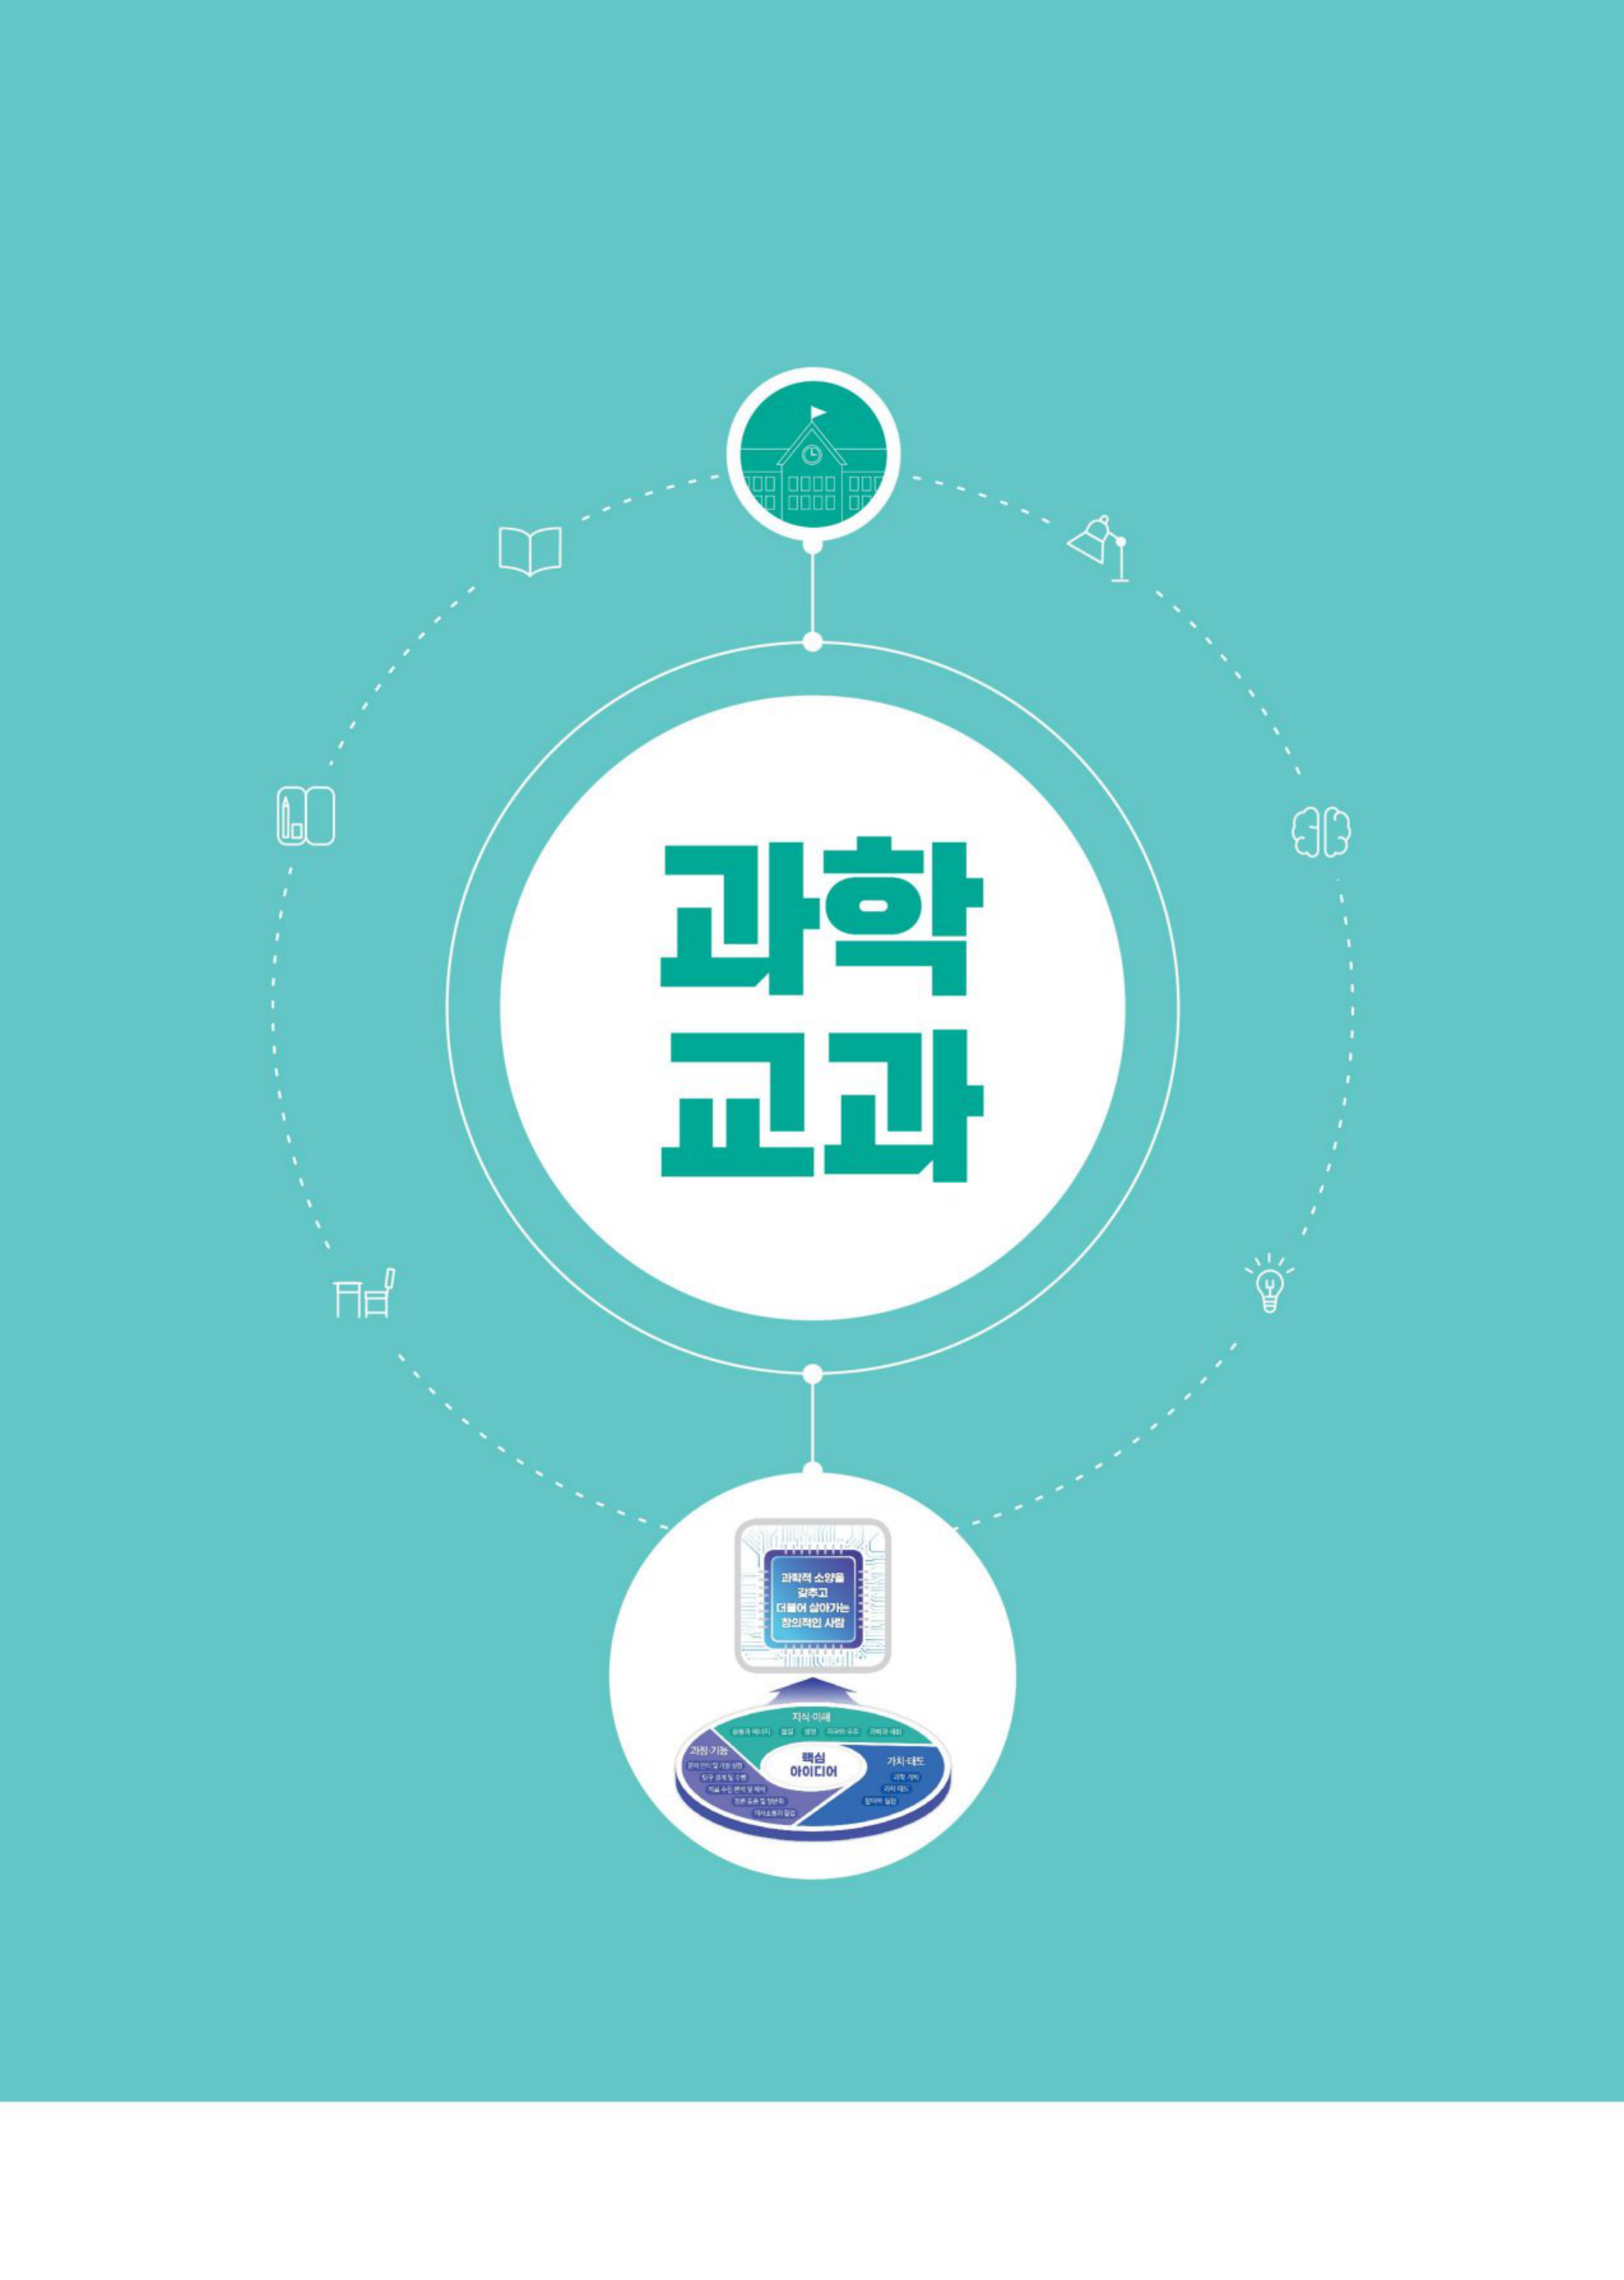 과학
교과
과학적 소양을
갖추고
더불어 살아가는
창의적인 사람
지식·이해
운동과 에너지 물질 생명 지구와 우주 과학과 사회
과정·기능
문제 인식 및 가설 설정
탐구 설계 및 수행
자료 수집·분석 및 해석
결론 도출 및 일반화
의사소통과 협업
핵심
아이디어
가치·태도
과학 가치
과학 태도
참여와 실천